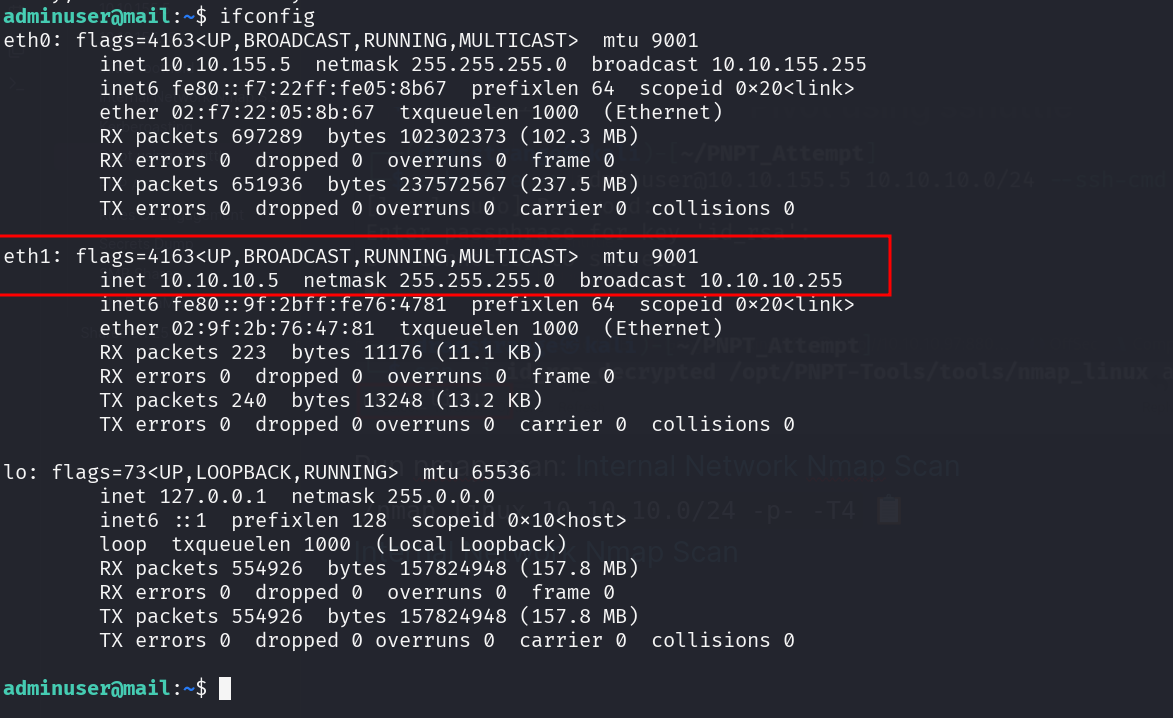 adminuser@mail:~$ ifconfig
eth0: flags=4163<UP,BROADCAST,RUNNING,MULTICAST>  mtu 9001
        inet 10.10.155.5  netmask 255.255.255.0  broadcast 10.10.155.255
        inet6 fe80::f7:22ff:fe05:8b67  prefixlen 64  scopeid 0×20<link>
        ether 02:f7:22:05:8b:67  txqueuelen 1000  (Ethernet)
        RX packets 697289  bytes 102302373 (102.3 MB)
        RX errors 0  dropped 0  overruns 0  frame 0
        TX packets 651936  bytes 237572567 (237.5 MB)
        TX errors 0  dropped 0 overruns 0  carrier 0  collisions 0
eth1: flags=4163<UP,BROADCAST,RUNNING,MULTICAST>  mtu 9001
        inet 10.10.10.5  netmask 255.255.255.0  broadcast 10.10.10.255
        inet6 fe80::9f:2bff:fe76:4781  prefixlen 64  scopeid 0×20<link>
        ether 02:9f:2b:76:47:81  txqueuelen 1000  (Ethernet)
        RX packets 223  bytes 11176 (11.1 KB)
        RX errors 0  dropped 0  overruns 0  frame 0
        TX packets 240  bytes 13248 (13.2 KB)
        TX errors 0  dropped 0 overruns 0  carrier 0  collisions 0
lo: flags=73<UP,LOOPBACK,RUNNING>  mtu 65536
        inet 127.0.0.1  netmask 255.0.0.0
        inet6 ::1  prefixlen 128  scopeid 0×10<host>
        loop  txqueuelen 1000  (Local Loopback)
        RX packets 554926  bytes 157824948 (157.8 MB)
        RX errors 0  dropped 0  overruns 0  frame 0
        TX packets 554926  bytes 157824948 (157.8 MB)
        TX errors 0  dropped 0 overruns 0  carrier 0  collisions 0
adminuser@mail:~$